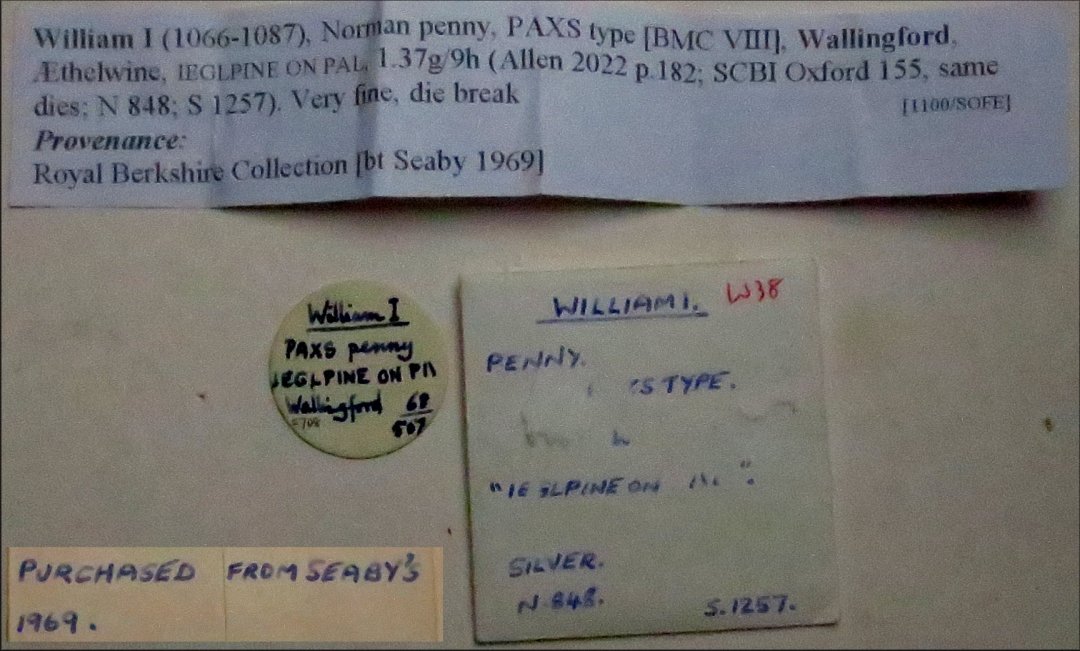 William I (1066-1087), Norman penny, PAXS type [BMC VIII], Wallingford,
Æthelwine, IEGLPINE ON PAL, 1.37g/9h (Allen 2022 p.182; SCBI Oxford 155, same
dies; N 848; S 1257). Very fine, die break
[1100/SOFE]
Provenance:
Royal Berkshire Collection [bt Seaby 1969]
William I
PAXS penny
IEGLPINE ON PΛ
Wallingford 68
507
WILLIAM I. W38
PENNY.
'S TYPE.
"IE GLPINE ON
SILVER.
N 848. S.1257.
PURCHASED FROM SEABY'S
1969.